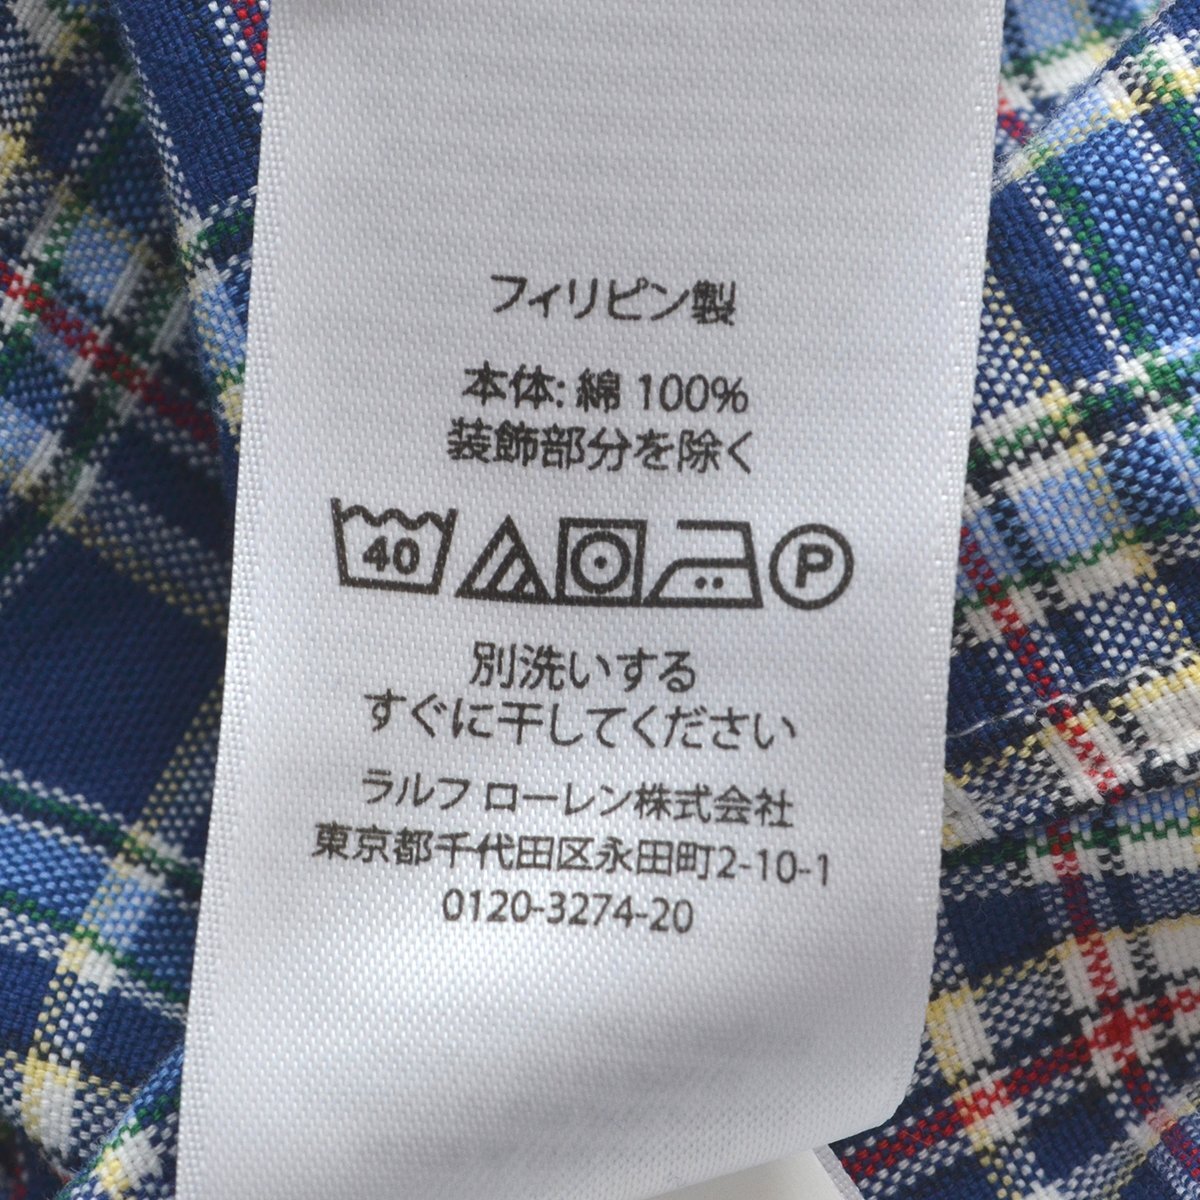 フィリピン製
本体: 綿 100%
装飾部分を除く
40 P
別洗いする
すぐに干してください
ラルフ ローレン株式会社
東京都千代田区永田町2-10-1
0120-3274-20